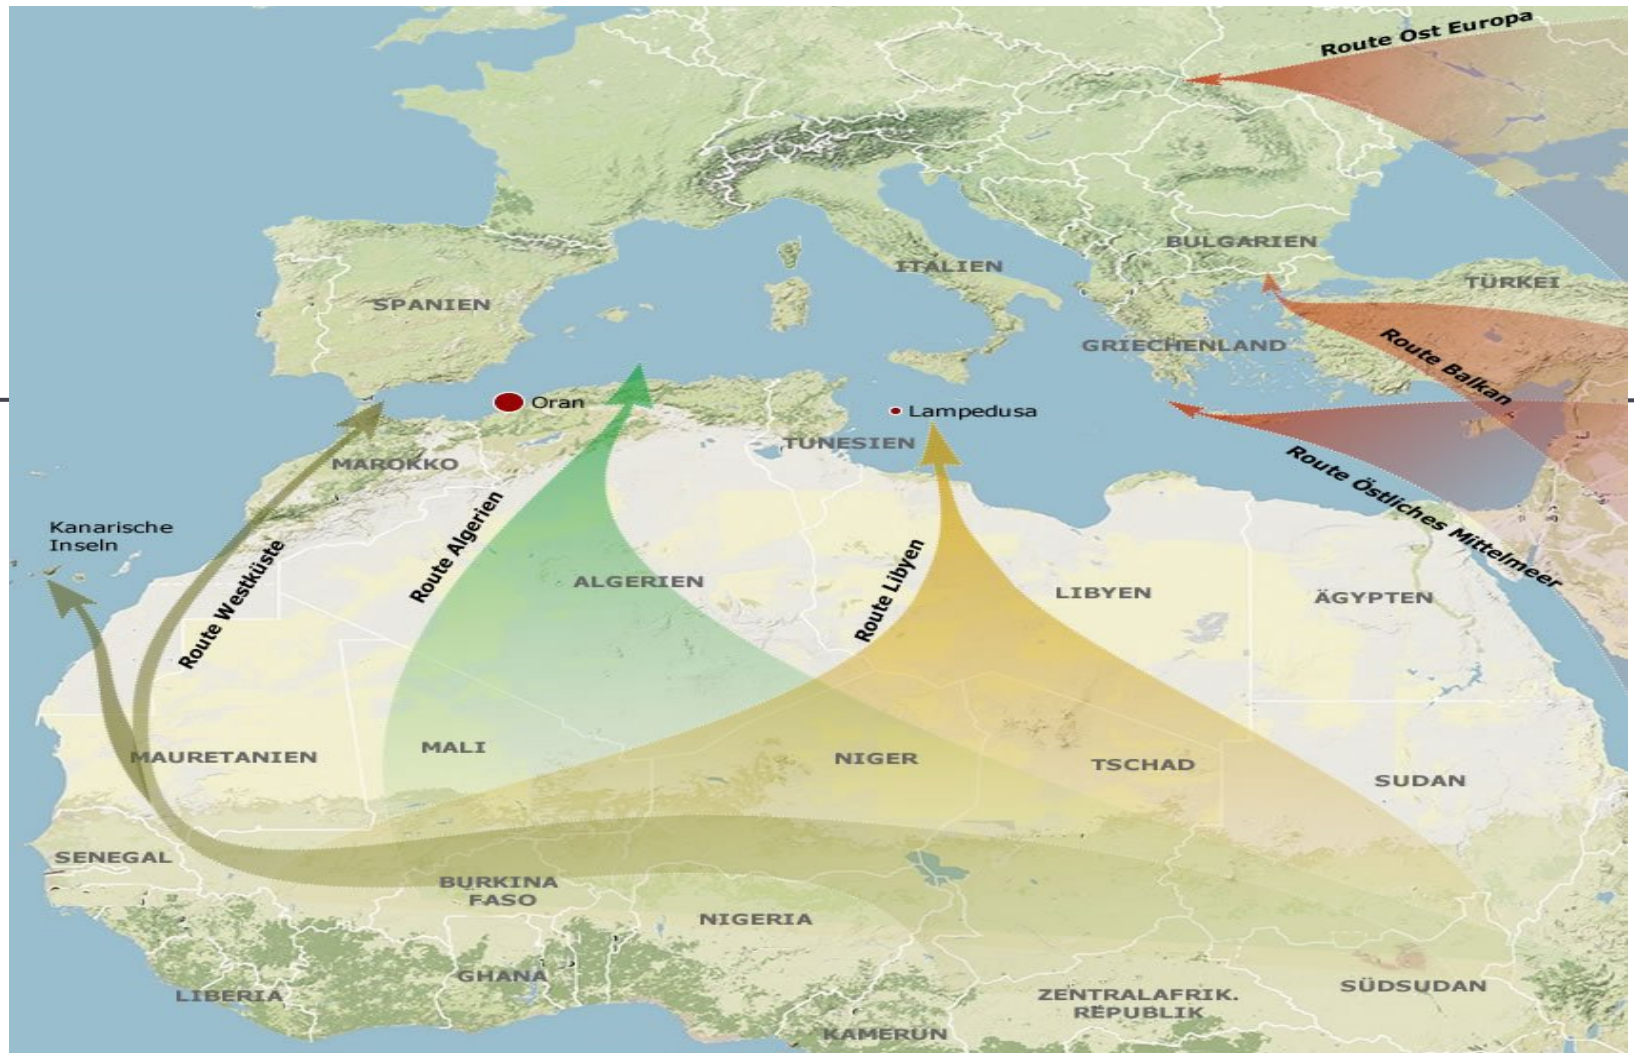 Route Ost Europa
BULGARIEN
ITALIEN
TÜRKEI
SPANIEN
GRIECHENLAND
Route Balkan
Oran
Lampedusa
TUNESIEN
MAROKKO
Route Östliches Mittelmeer
Kanarische
Inseln
Route Westküste
Route Algerien
ALGERIEN
Route Libyen
LIBYEN
ÄGYPTEN
MAURETANIEN
MALI
NIGER
TSCHAD
SUDAN
SENEGAL
BURKINA
FASO
NIGERIA
GHANA
LIBERIA
ZENTRALAFRIK.
REPUBLIK
SÜDSUDAN
KAMERUN